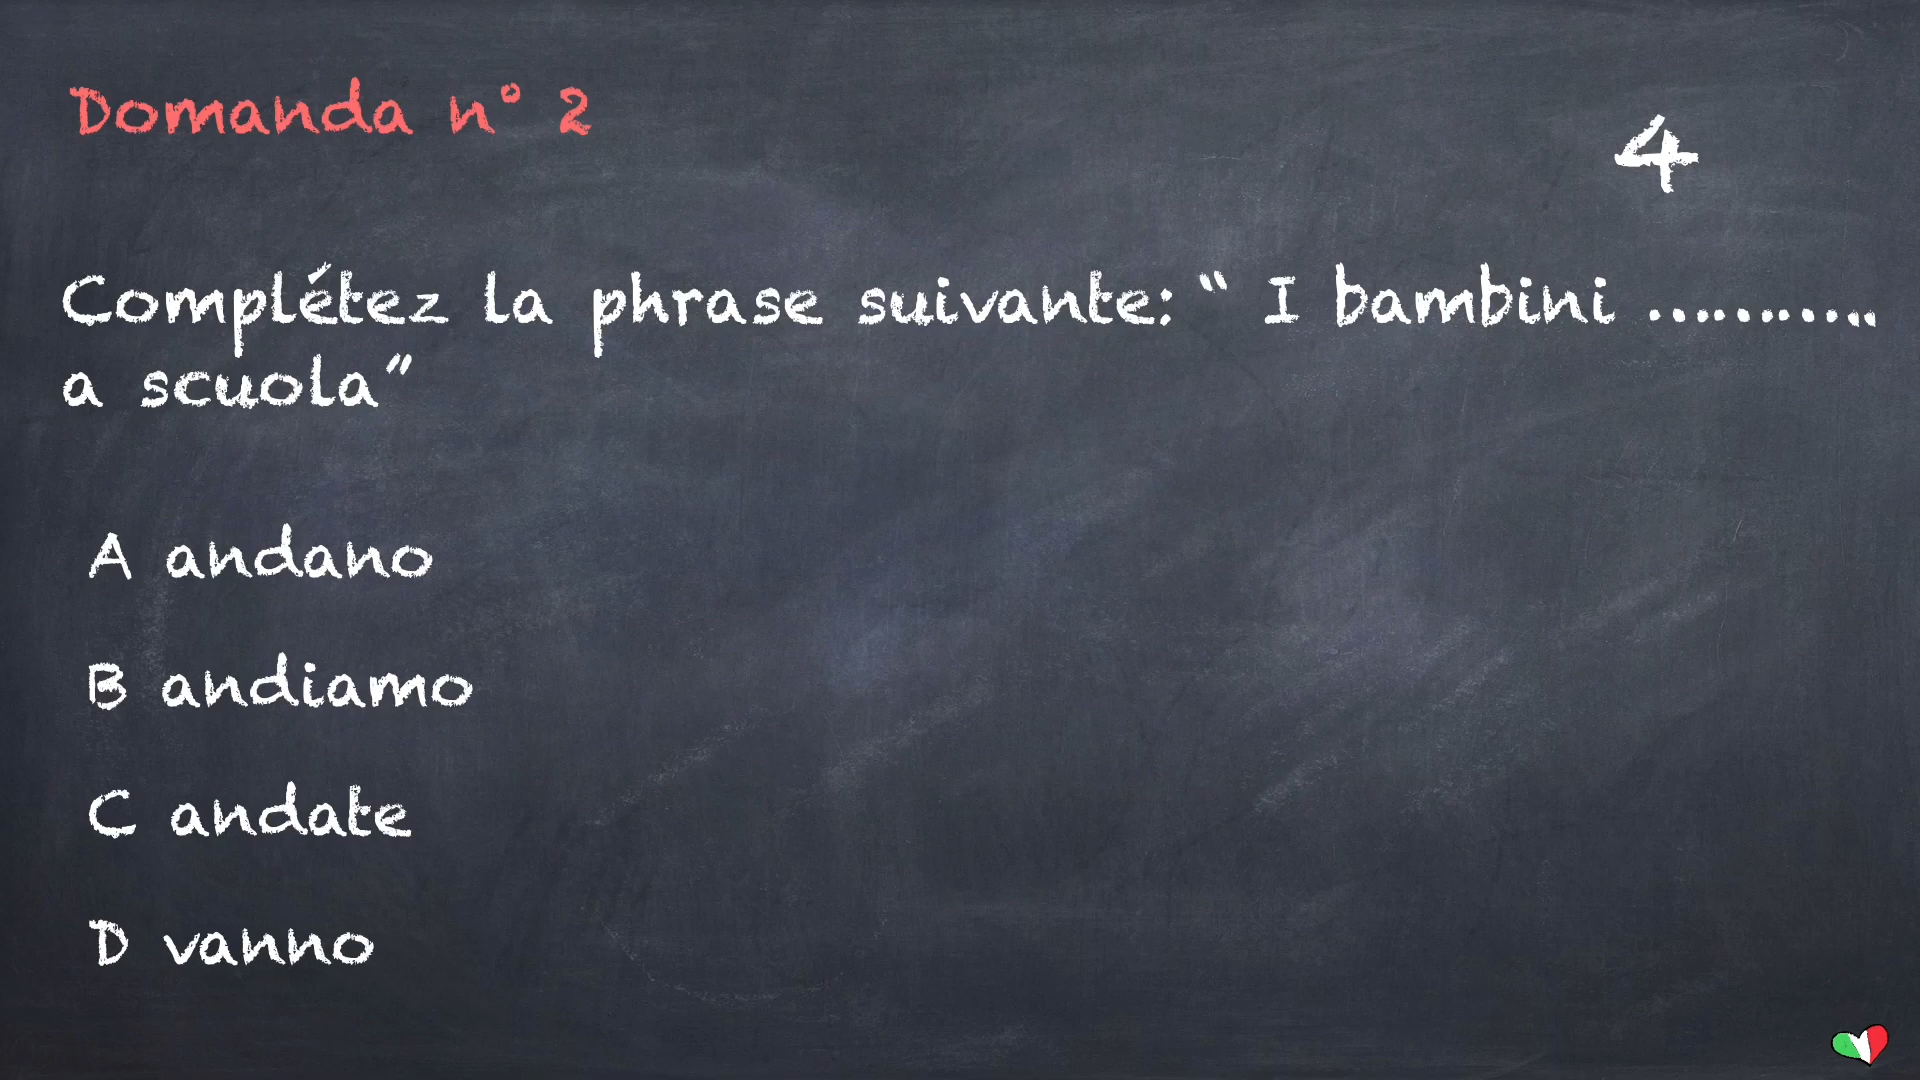 Domanda n° 2
4
Complétez la phrase suivante: “ I bambini ………..
a scuola”
A andano
B andiamo
C andate
D vanno